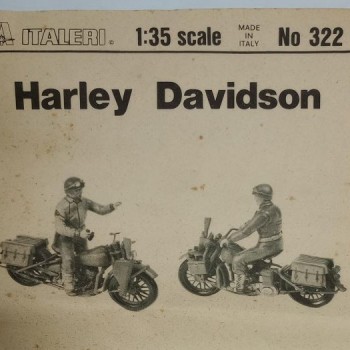 ITALERI® 1:35 scale MADE IN ITALY No 322
Harley Davidson